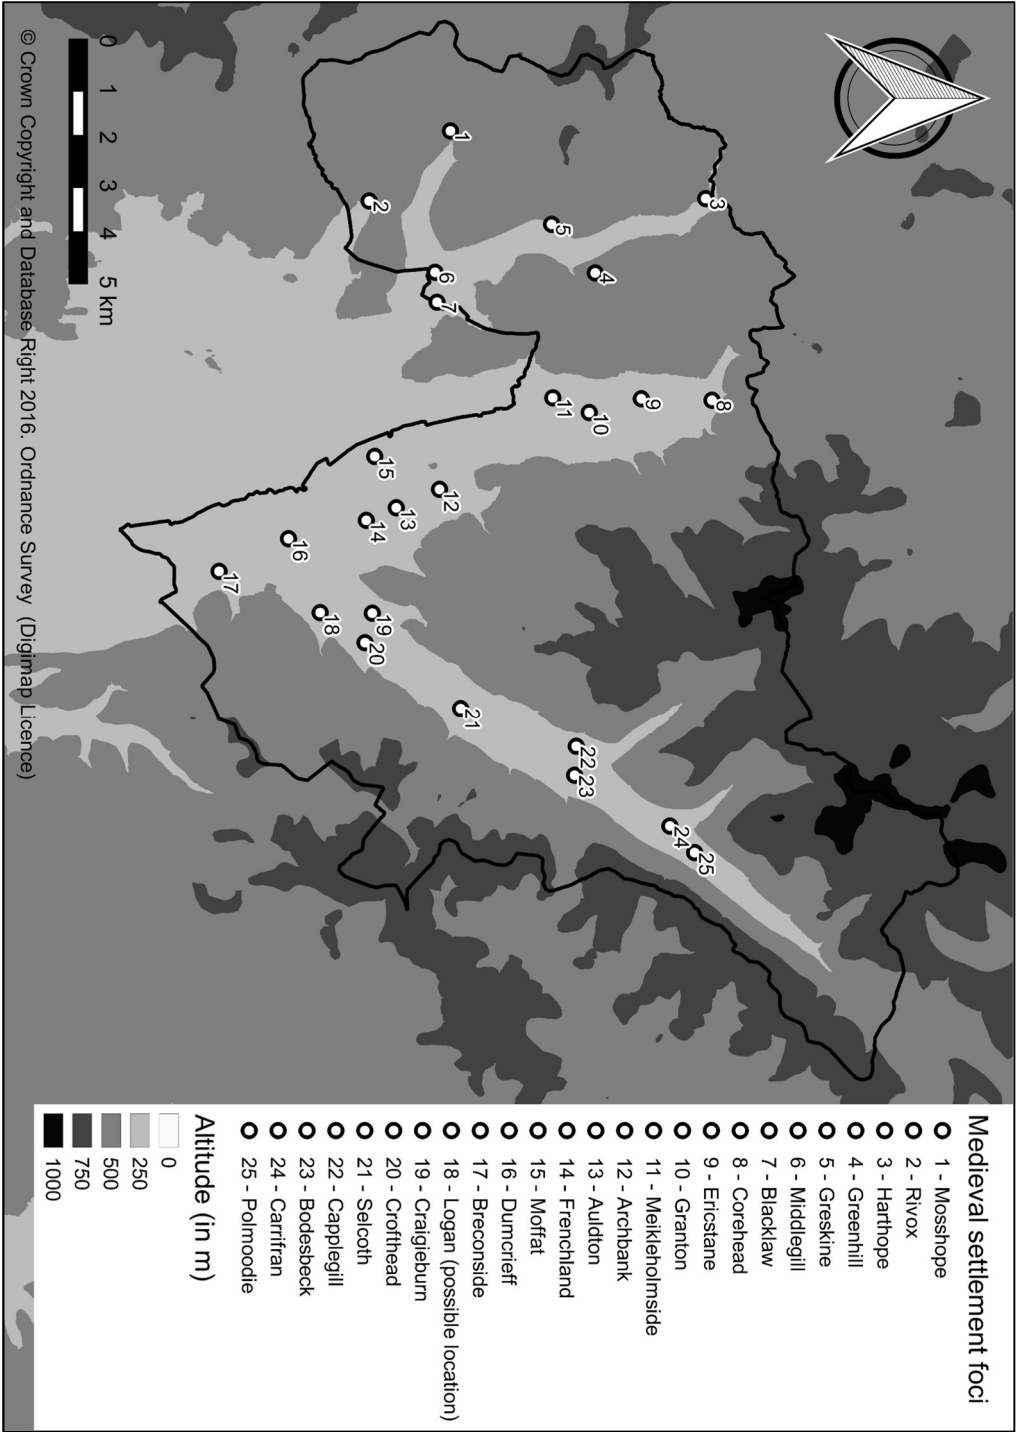 1
2
3
4
5
6
7
8
9
10
11
12
13
14
15
16
17
18
19
20
21
22
23
24
25
0 1 2 3 4 5 km
© Crown Copyright and Database Right 2016. Ordnance Survey (Digimap Licence)
Medieval settlement foci
1 - Mosshope
2 - Rivox
3 - Harthope
4 - Greenhill
5 - Greskine
6 - Middlegill
7 - Blacklaw
8 - Corehead
9 - Ericstane
10 - Granton
11 - Meikleholmside
12 - Archbank
13 - Auldton
14 - Frenchland
15 - Moffat
16 - Dumcrieff
17 - Breconside
18 - Logan (possible location)
19 - Craigieburn
20 - Crofthead
21 - Selcoth
22 - Capplegill
23 - Bodesbeck
24 - Carrifran
25 - Polmoodie
Altitude (in m)
0
250
500
750
1000